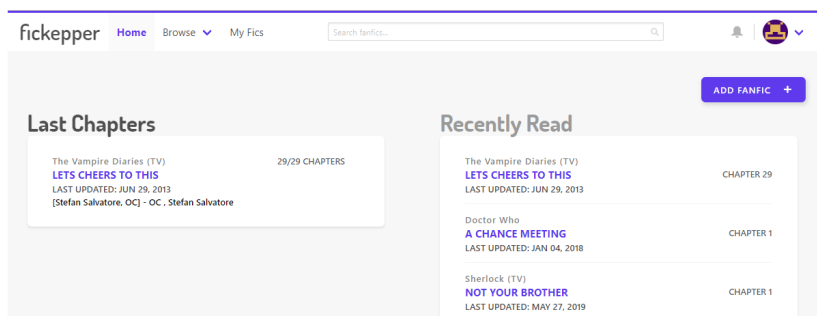 fickepper
Home
Browse
My Fics
Search fanfics...
ADD FANFIC +
Last Chapters
The Vampire Diaries (TV)
29/29 CHAPTERS
LETS CHEERS TO THIS
LAST UPDATED: JUN 29, 2013
[Stefan Salvatore, OC] - OC , Stefan Salvatore
Recently Read
The Vampire Diaries (TV)
LETS CHEERS TO THIS
CHAPTER 29
LAST UPDATED: JUN 29, 2013
Doctor Who
A CHANCE MEETING
CHAPTER 1
LAST UPDATED: JAN 04, 2018
Sherlock (TV)
NOT YOUR BROTHER
CHAPTER 1
LAST UPDATED: MAY 27, 2019